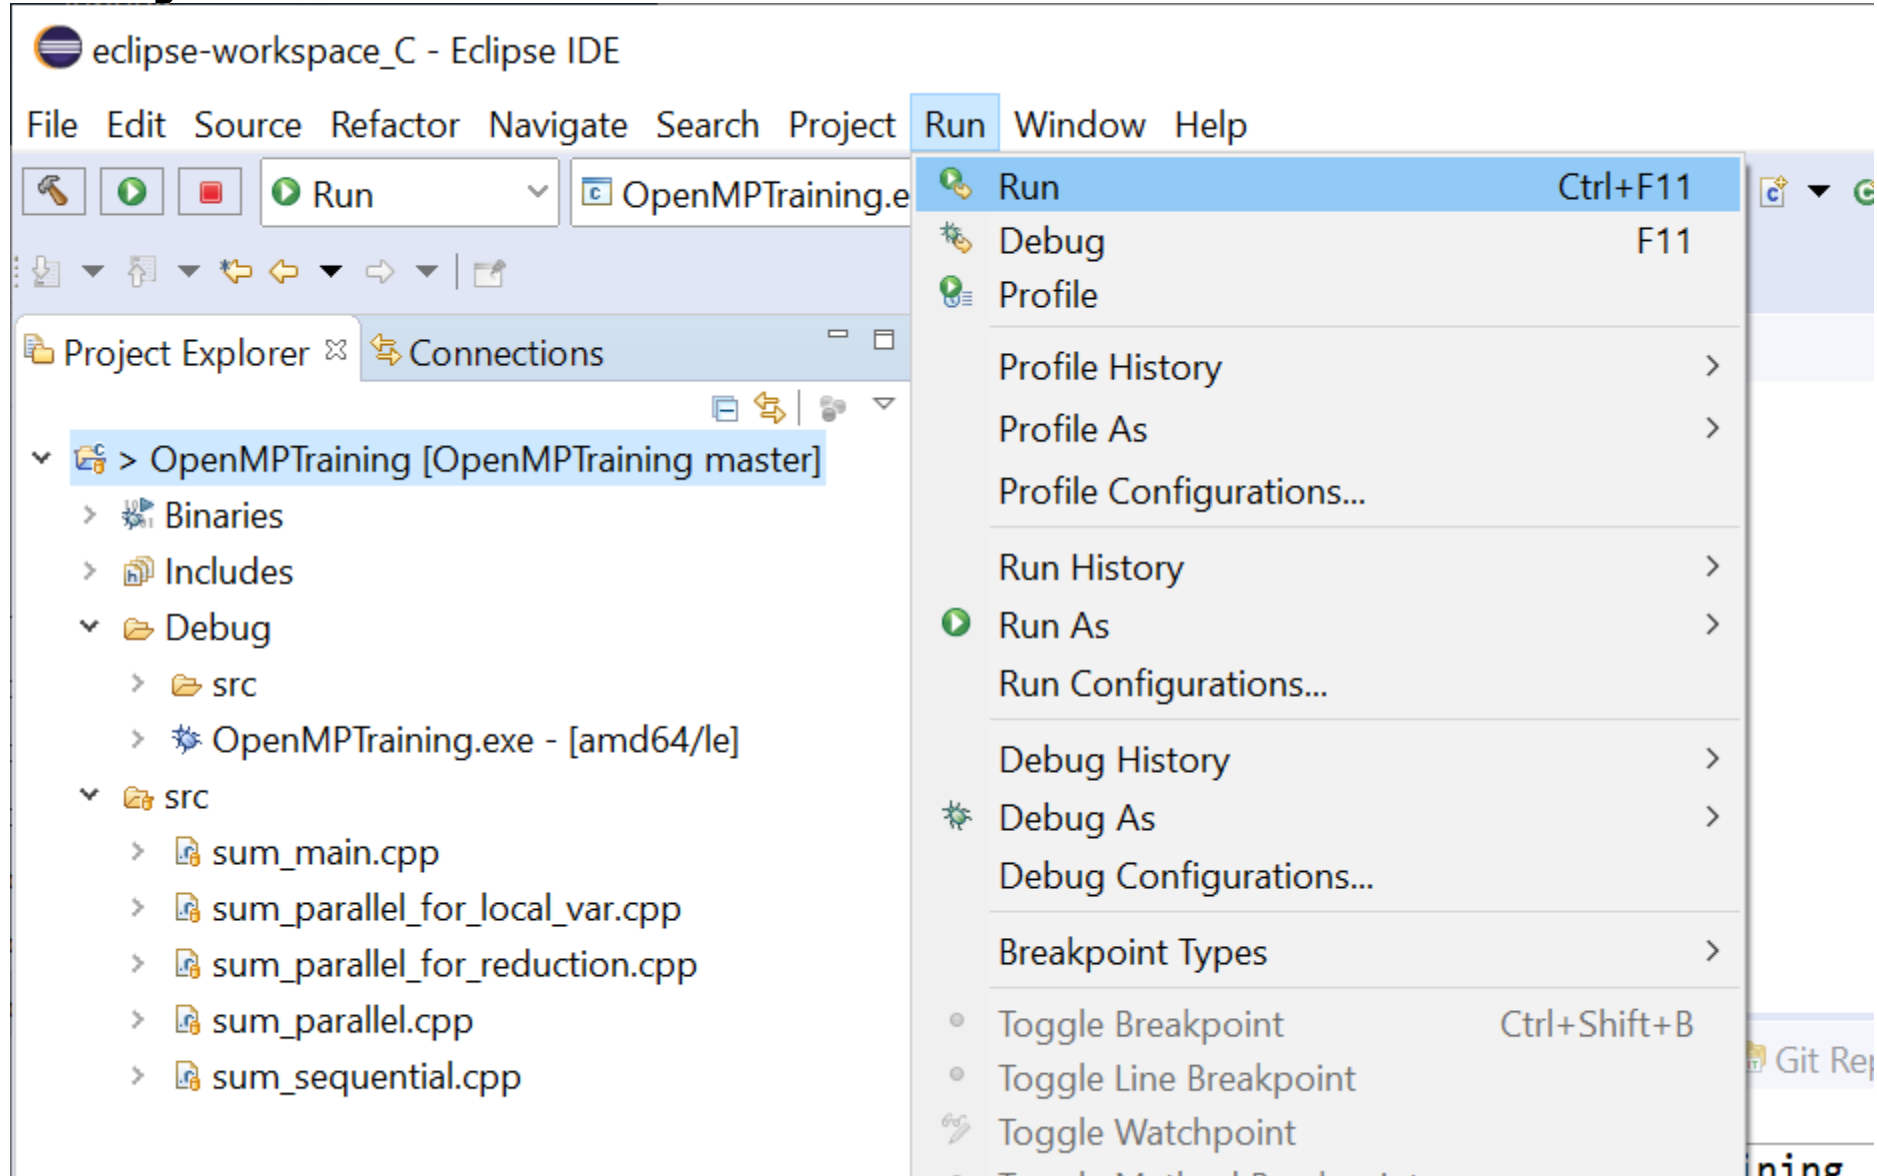 eclipse-workspace_C - Eclipse IDE
File Edit Source Refactor Navigate Search Project Run Window Help
Run
OpenMPTraining.e
Project Explorer
Connections
> OpenMPTraining [OpenMPTraining master]
Binaries
Includes
Debug
src
OpenMPTraining.exe - [amd64/le]
src
sum_main.cpp
sum_parallel_for_local_var.cpp
sum_parallel_for_reduction.cpp
sum_parallel.cpp
sum_sequential.cpp
Run Ctrl+F11
Debug F11
Profile
Profile History
Profile As
Profile Configurations...
Run History
Run As
Run Configurations...
Debug History
Debug As
Debug Configurations...
Breakpoint Types
Toggle Breakpoint Ctrl+Shift+B
Toggle Line Breakpoint
Toggle Watchpoint
Git Rep
ning